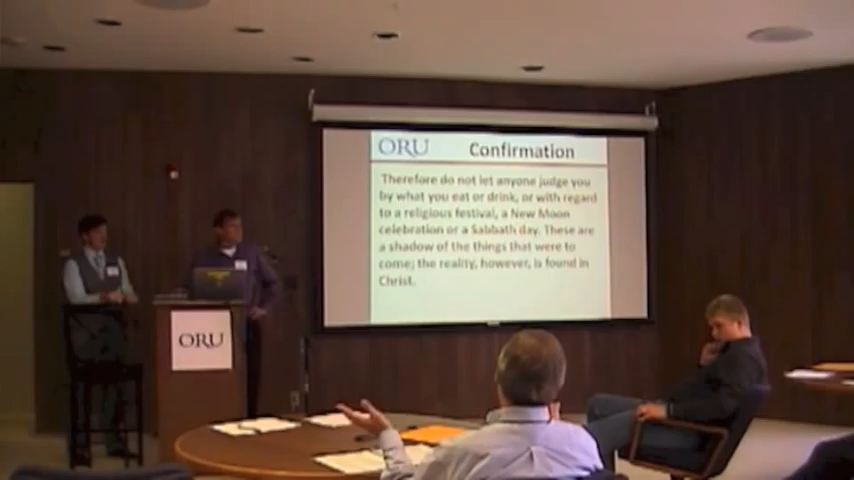 ORU Confirmation
Therefore do not let anyone judge you
by what you eat or drink, or with regard
to a religious festival, a New Moon
celebration or a Sabbath day. These are
a shadow of the things that were to
come; the reality, however, is found in
Christ.
ORU